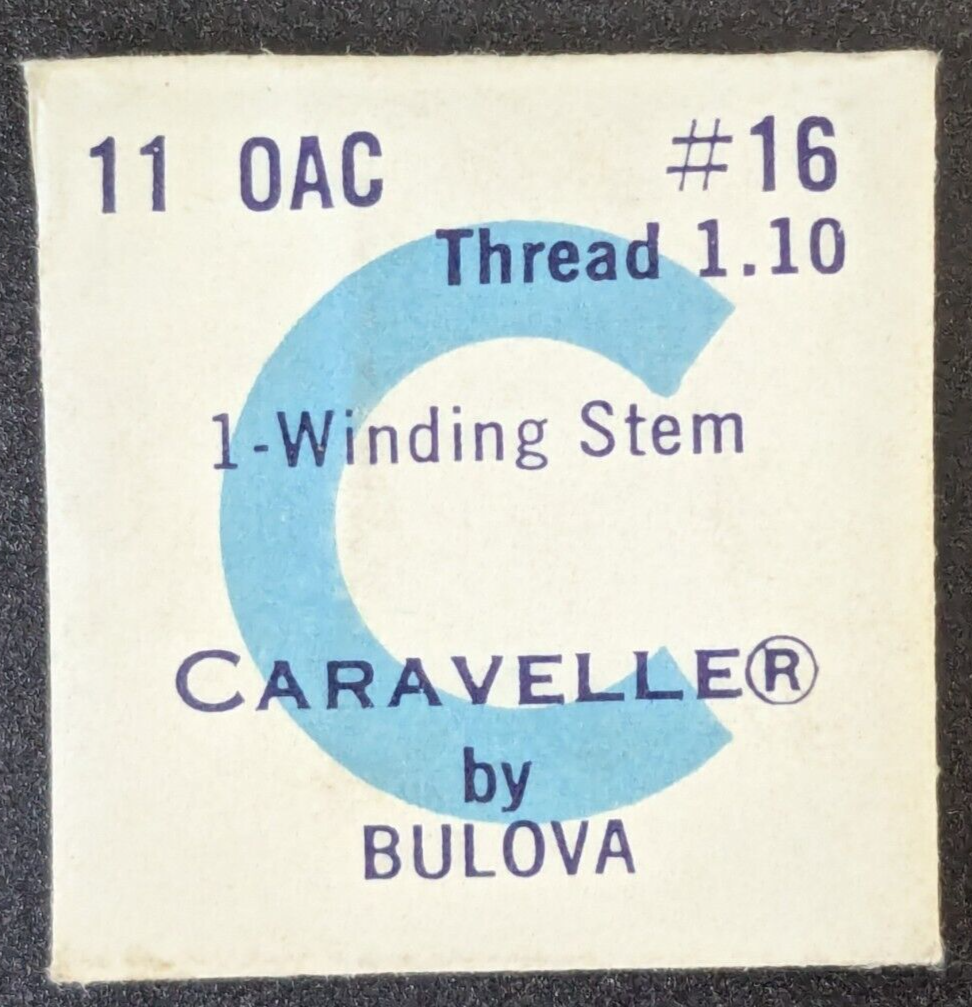 11 OAC #16
Thread 1.10
1-Winding Stem
CARAVELLE®
by
BULOVA